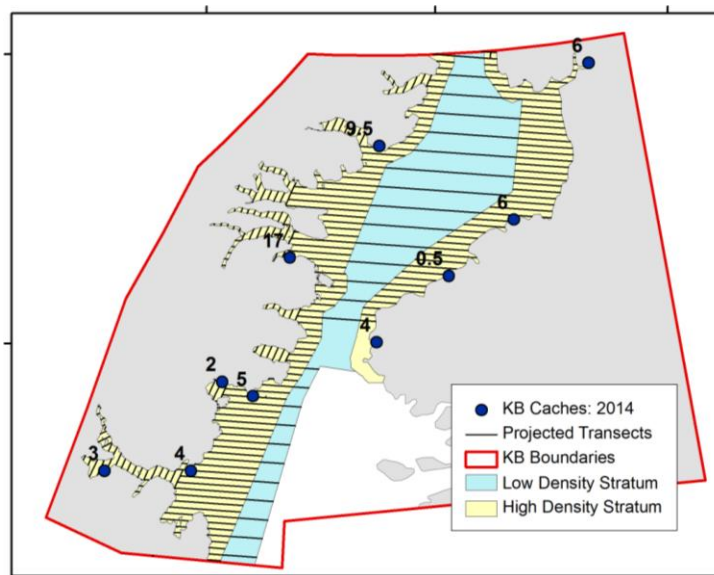 6
9.5
6
17
0.5
4
2
5
3
4
KB Caches: 2014
Projected Transects
KB Boundaries
Low Density Stratum
High Density Stratum